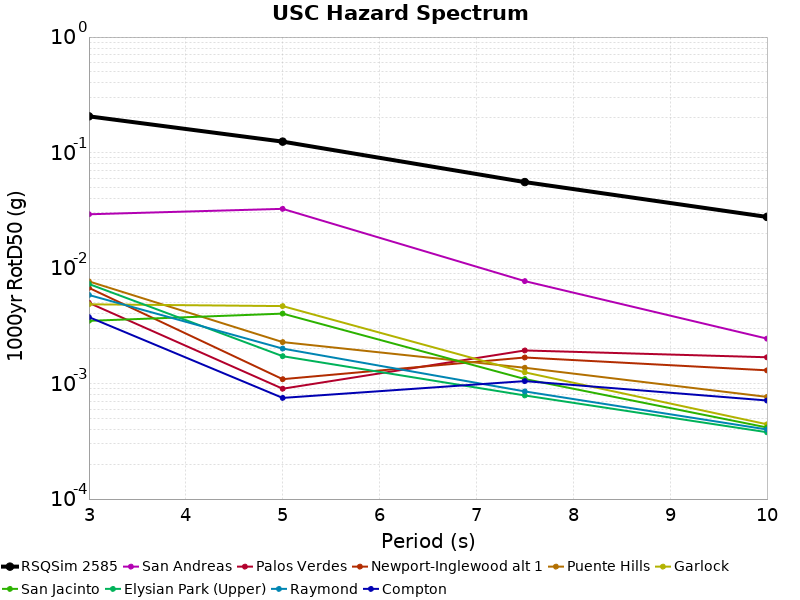 USC Hazard Spectrum
1000yr RotD50 (g)
10^0
10^-1
10^-2
10^-3
10^-4
3 4 5 6 7 8 9 10
Period (s)
RSQSim 2585 San Andreas Palos Verdes Newport-Inglewood alt 1 Puente Hills Garlock
San Jacinto Elysian Park (Upper) Raymond Compton